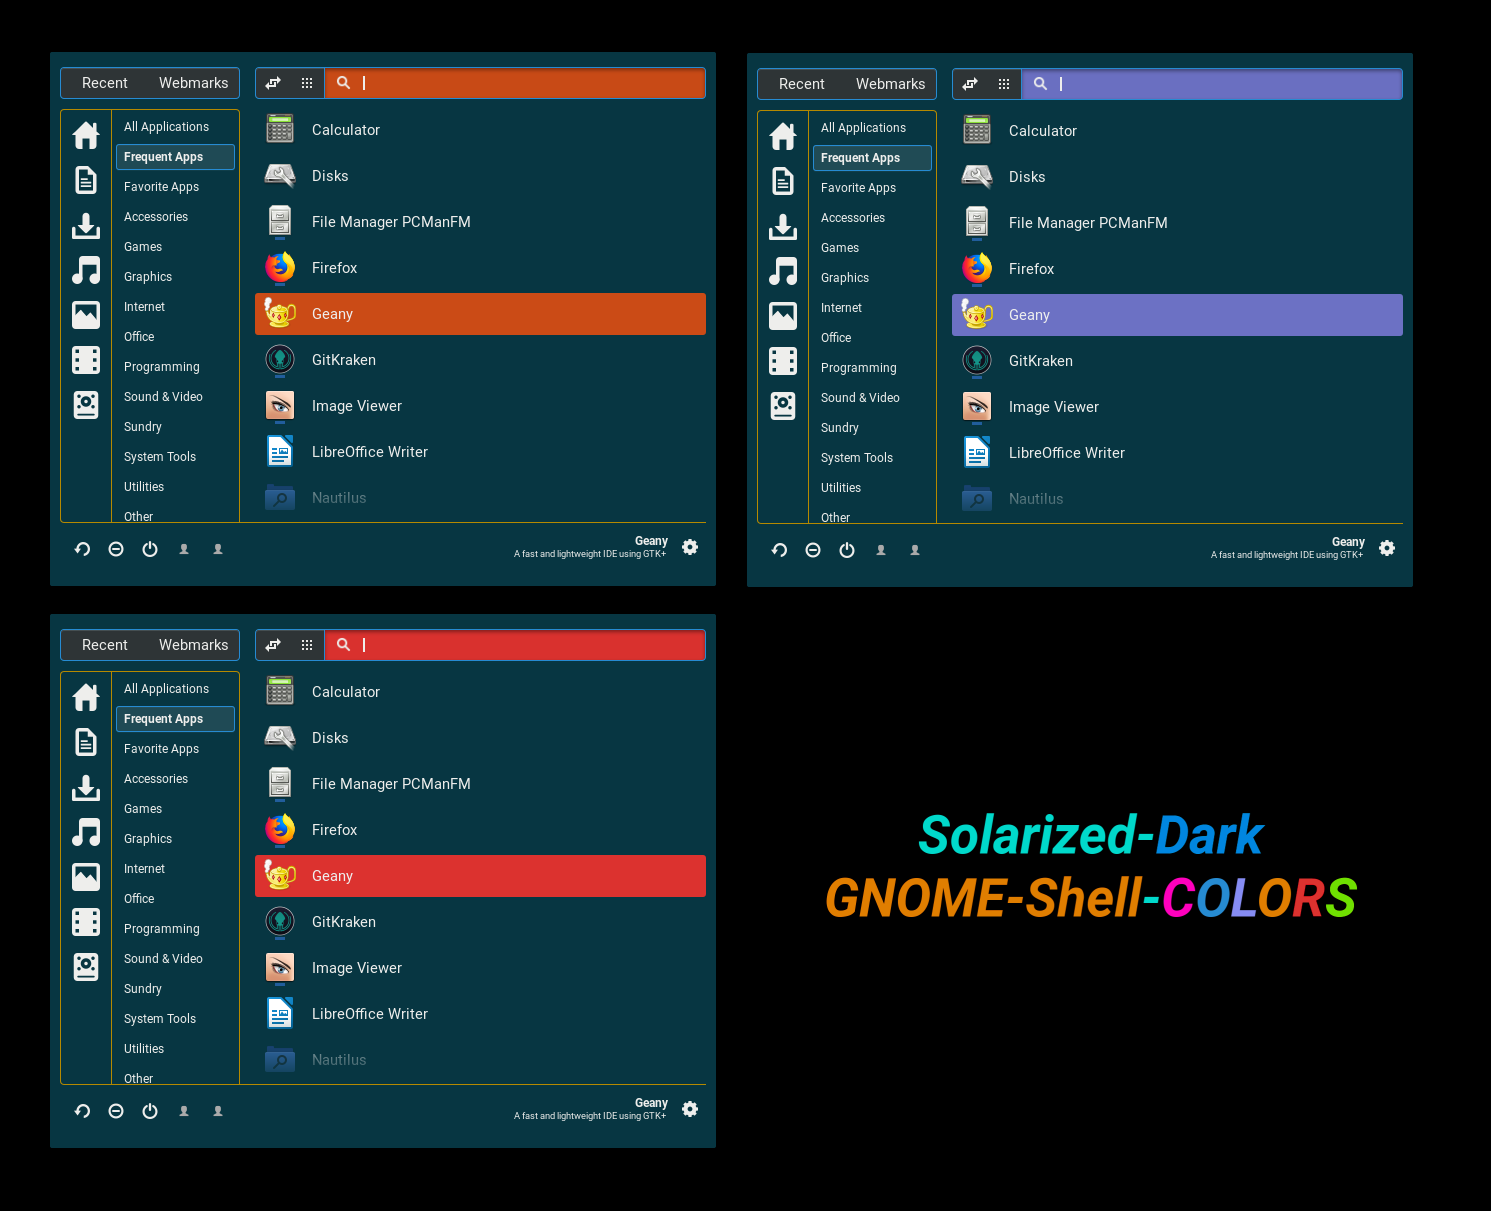 Recent Webmarks
All Applications
Frequent Apps
Favorite Apps
Accessories
Games
Graphics
Internet
Office
Programming
Sound & Video
Sundry
System Tools
Utilities
Other
Calculator
Disks
File Manager PCManFM
Firefox
Geany
GitKraken
Image Viewer
LibreOffice Writer
Nautilus
Geany
A fast and lightweight IDE using GTK+
Recent Webmarks
All Applications
Frequent Apps
Favorite Apps
Accessories
Games
Graphics
Internet
Office
Programming
Sound & Video
Sundry
System Tools
Utilities
Other
Calculator
Disks
File Manager PCManFM
Firefox
Geany
GitKraken
Image Viewer
LibreOffice Writer
Nautilus
Geany
A fast and lightweight IDE using GTK+
Recent Webmarks
All Applications
Frequent Apps
Favorite Apps
Accessories
Games
Graphics
Internet
Office
Programming
Sound & Video
Sundry
System Tools
Utilities
Other
Calculator
Disks
File Manager PCManFM
Firefox
Geany
GitKraken
Image Viewer
LibreOffice Writer
Nautilus
Geany
A fast and lightweight IDE using GTK+
Solarized-Dark
GNOME-Shell-COLORS